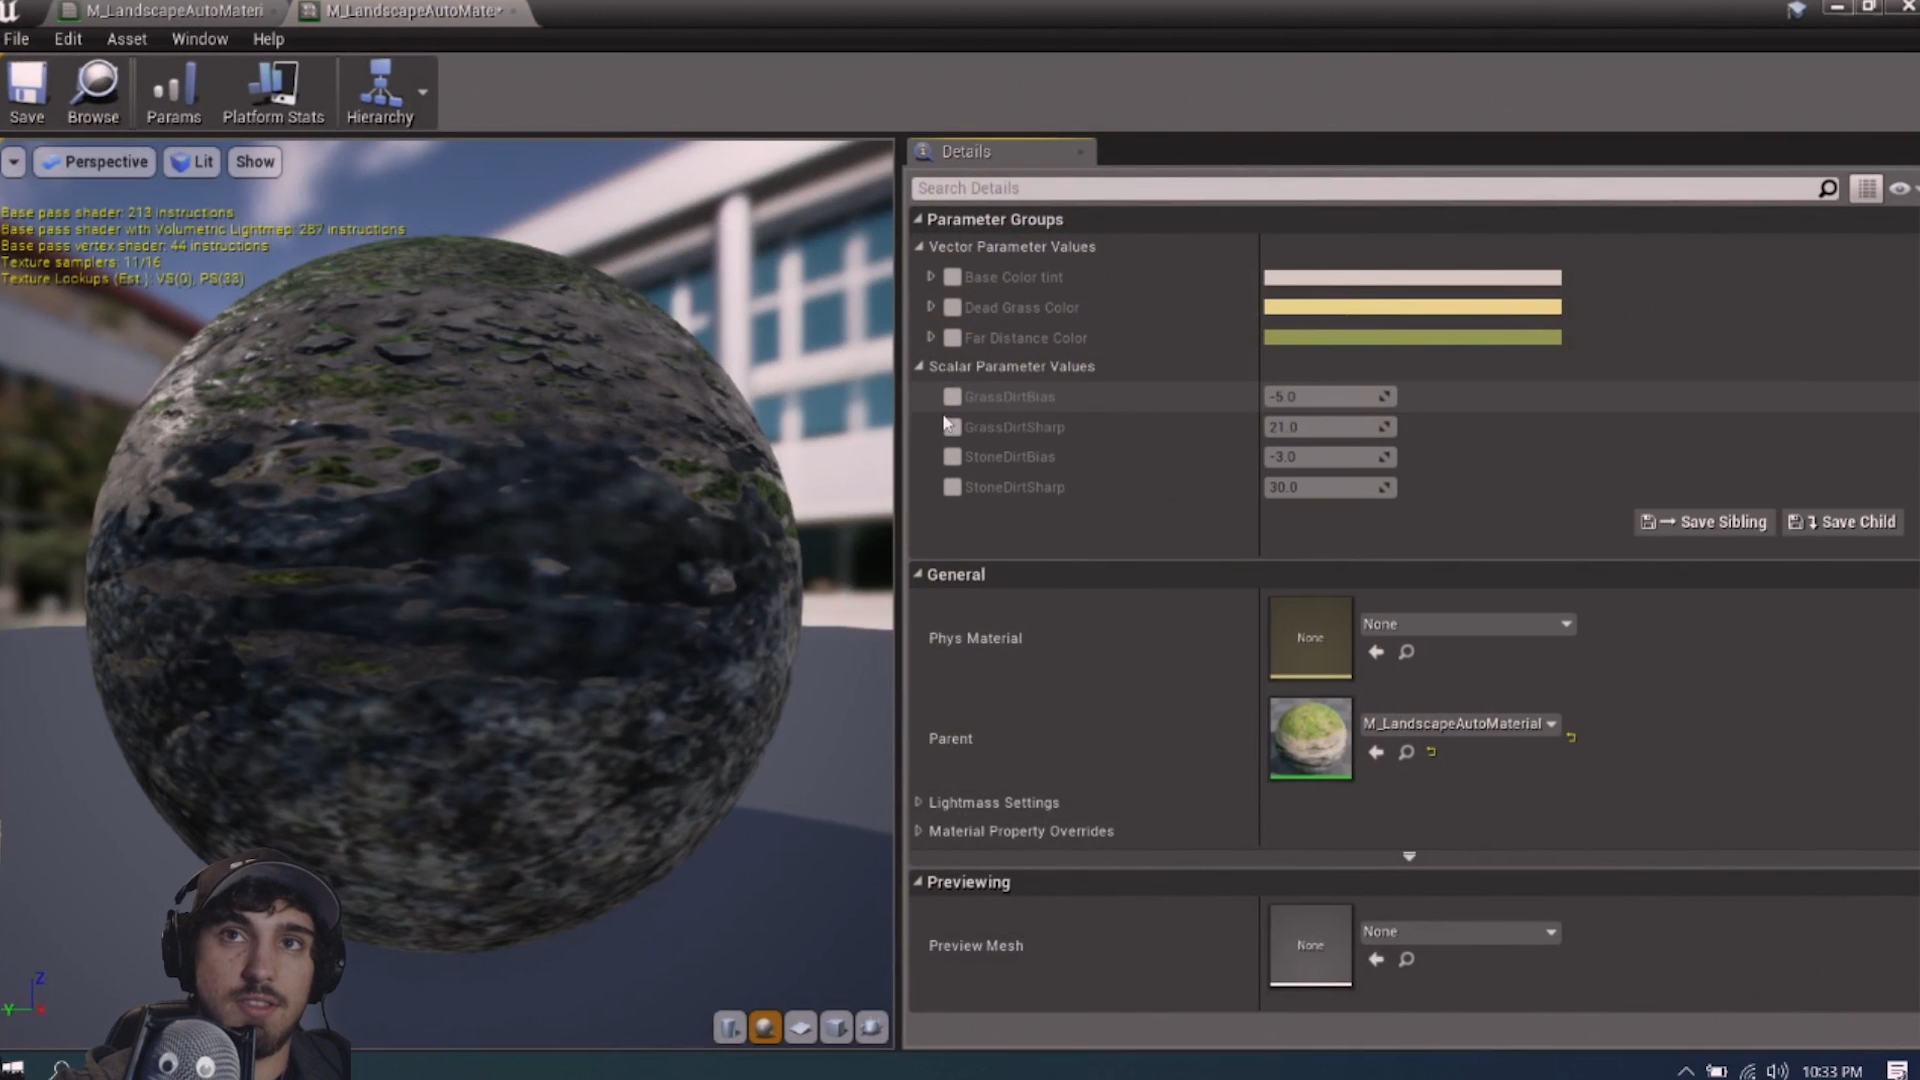 M_LandscapeAutoMateri
M_LandscapeAutoMate*
File Edit Asset Window Help
Save Browse Params Platform Stats Hierarchy
Perspective Lit Show
Base pass shader: 213 instructions
Base pass shader with Volumetric Lightmap: 287 instructions
Base pass vertex shader: 44 instructions
Texture samplers: 11/16
Texture Lookups (Est.): VS(0), PS(33)
Details
Search Details
Parameter Groups
Vector Parameter Values
Base Color tint
Dead Grass Color
Far Distance Color
Scalar Parameter Values
GrassDirtBias -5.0
GrassDirtSharp 21.0
StoneDirtBias -3.0
StoneDirtSharp 30.0
Save Sibling Save Child
General
Phys Material None None
Parent M_LandscapeAutoMaterial
Lightmass Settings
Material Property Overrides
Previewing
Preview Mesh None None
Z
Y X
10:33 PM